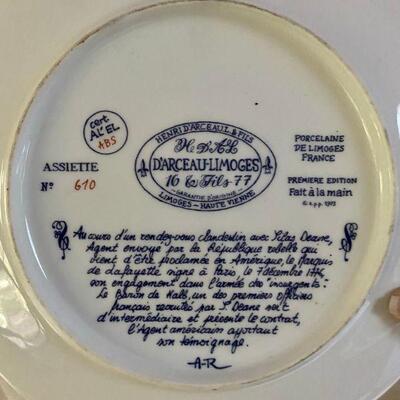 cert
AL'EL
ABS
ASSIETTE
No 610
HENRI D'ARCEAU & FILS
H D'A L
D'ARCEAU-LIMOGES
16 & Fils 77
GARANTIE D'ORIGINE
LIMOGES - HAUTE VIENNE
PORCELAINE
DE LIMOGES
FRANCE
PREMIERE EDITION
Fait à la main
Au cours d'un rendez-vous clandestin avec Silas Deane,
Agent envoyé par la République rebelle qui
vient d'être proclamée en Amérique, le marquis
de Lafayette signe à Paris, le 7 décembre 1776,
son engagement dans l'armée des insurgents:
Le Baron de Kalb, un des premiers officiers
français recrutés par S. Deane sert
d'intermédiaire et présente le contrat,
l'Agent américain ajoutant
son témoignage.
A-R